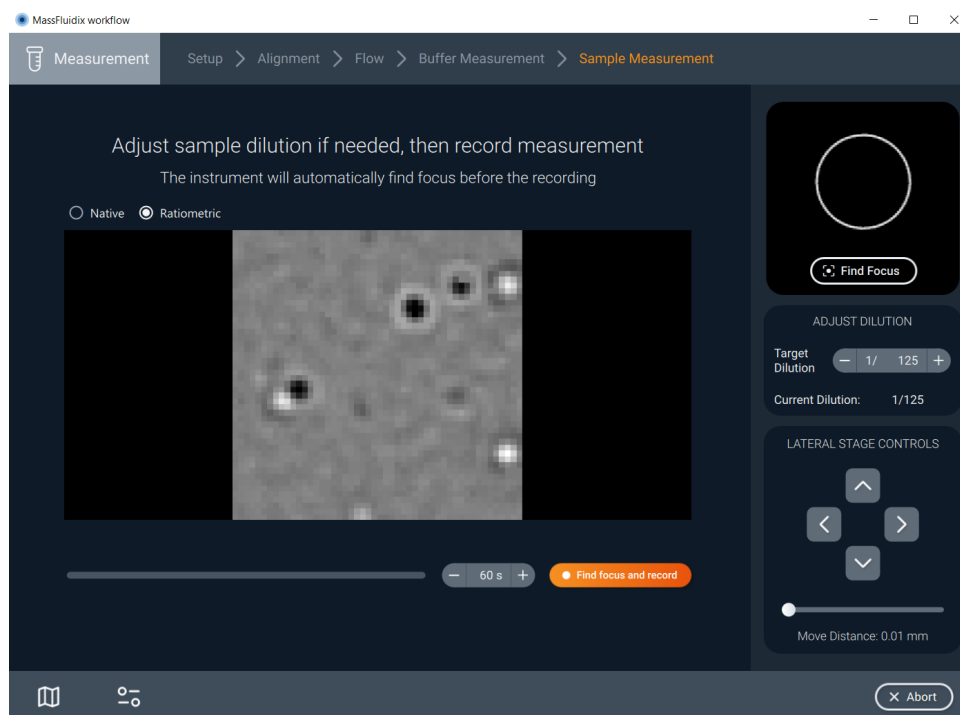 MassFluidix workflow
Measurement
Setup
Alignment
Flow
Buffer Measurement
Sample Measurement
Adjust sample dilution if needed, then record measurement
The instrument will automatically find focus before the recording
Native
Ratiometric
60 s
Find focus and record
Find Focus
ADJUST DILUTION
Target
Dilution
1/ 125
Current Dilution: 1/125
LATERAL STAGE CONTROLS
Move Distance: 0.01 mm
Abort